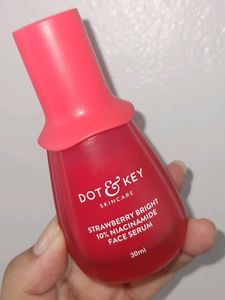 DOT & KEY
SKINCARE
STRAWBERRY BRIGHT
10% NIACINAMIDE
FACE SERUM
30ml